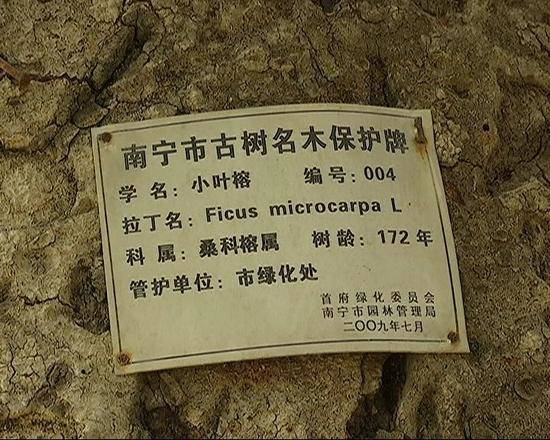 南宁市古树名木保护牌
学名：小叶榕 编号：004
拉丁名：Ficus microcarpa L
科属：桑科榕属 树龄：172年
管护单位：市绿化处
首府绿化委员会
南宁市园林管理局
二〇〇九年七月